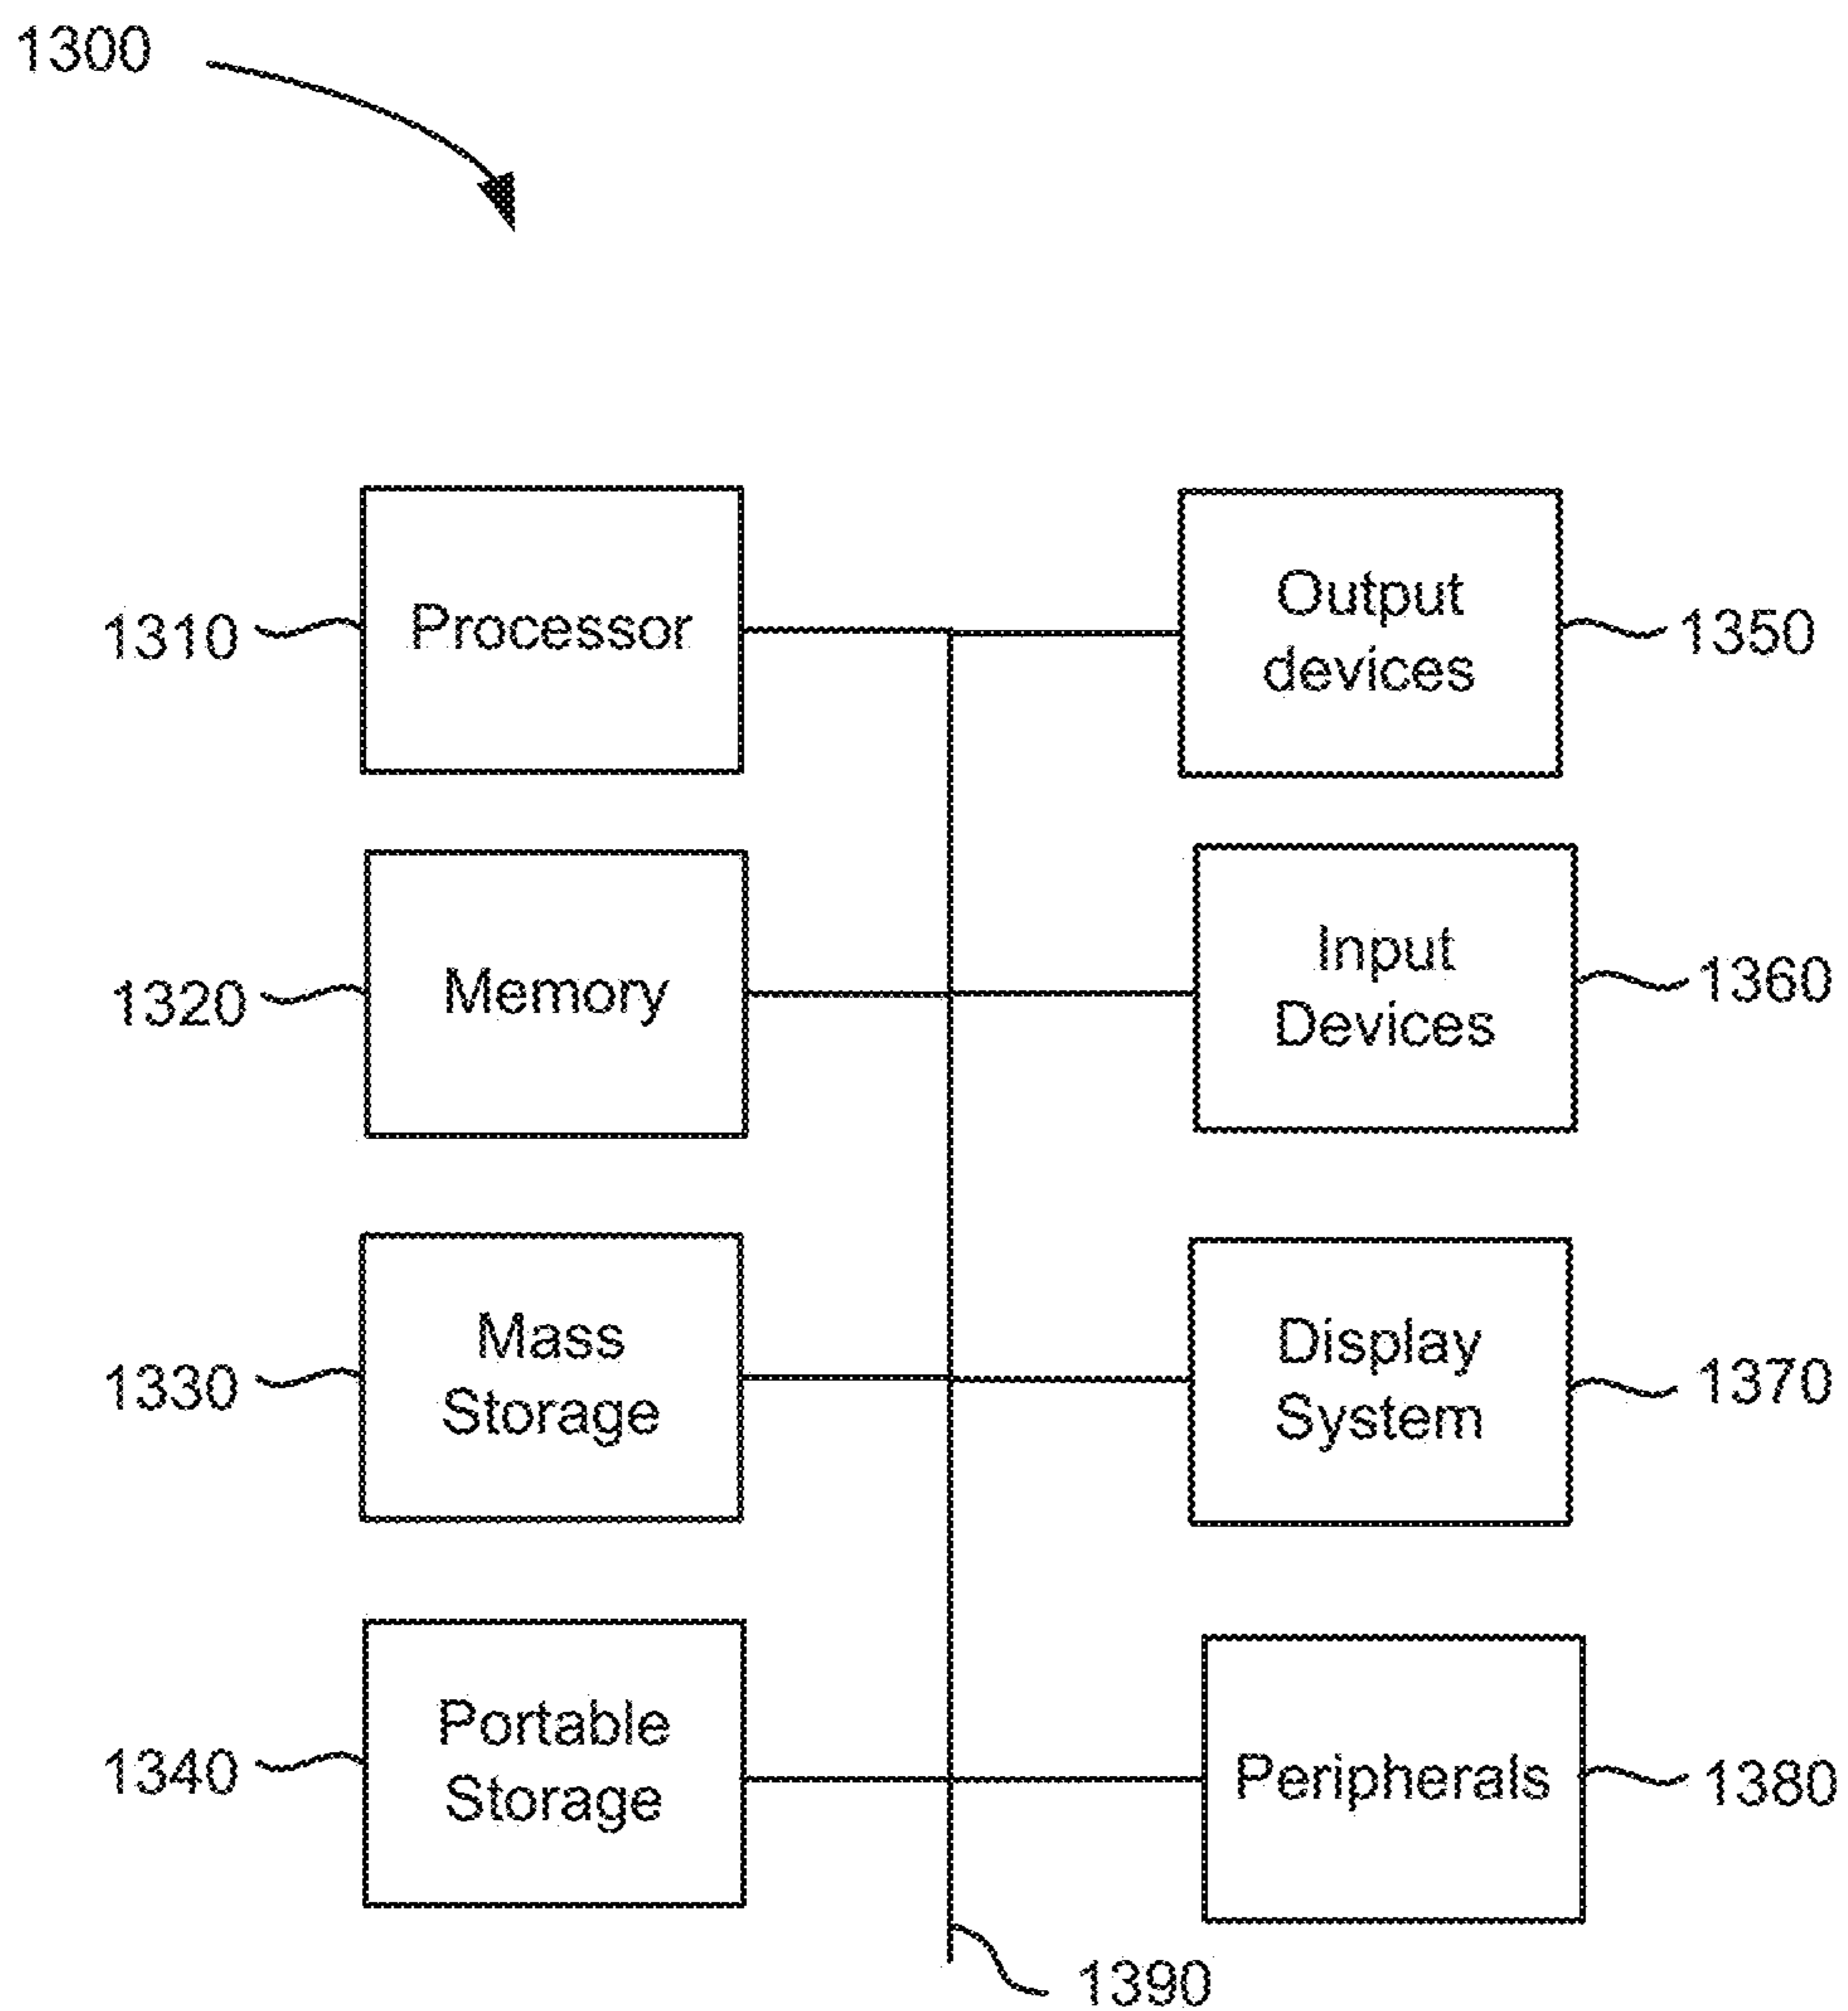 1300
1310
Processor
Output
devices
1350
1320
Memory
Input
Devices
1360
1330
Mass
Storage
Display
System
1370
1340
Portable
Storage
Peripherals
1380
1390